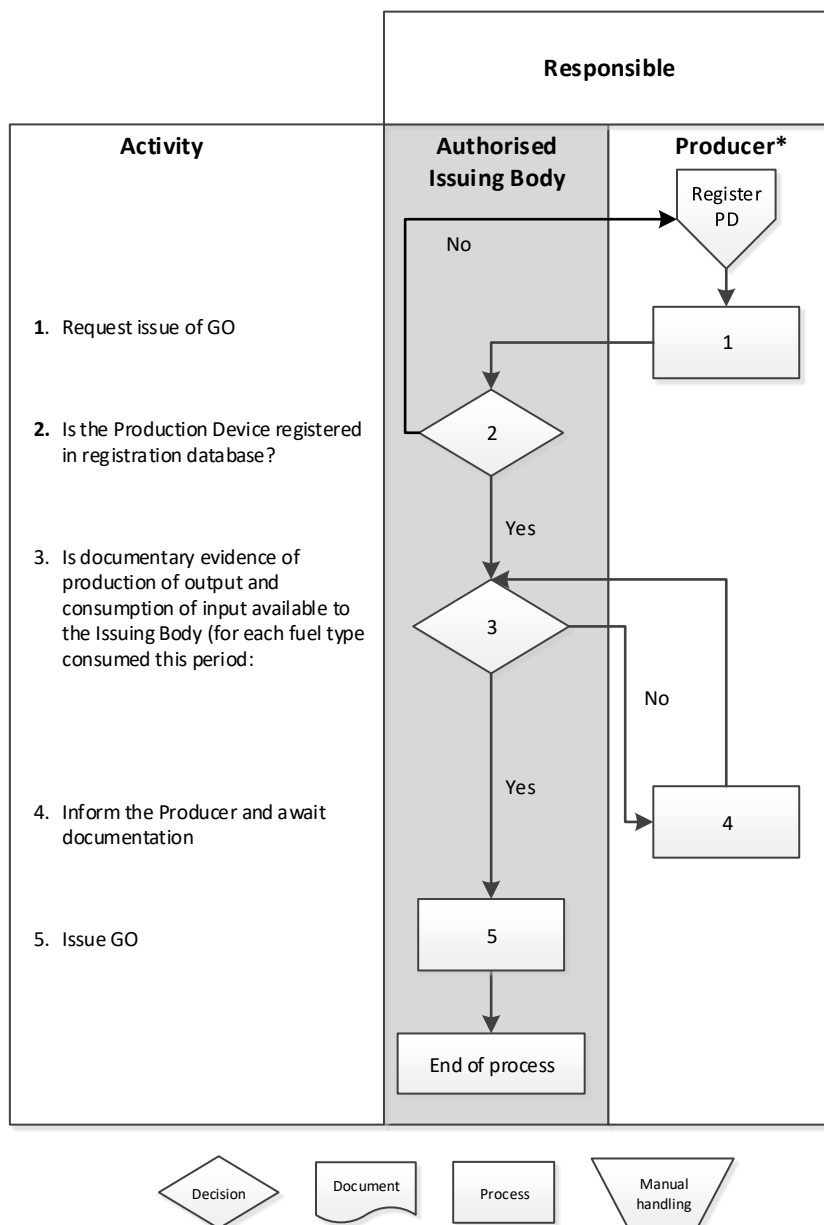 Responsible
Activity
Authorised
Issuing Body
Producer*
Register
PD
No
1. Request issue of GO
1
2. Is the Production Device registered
in registration database?
2
Yes
3. Is documentary evidence of
production of output and
consumption of input available to
the Issuing Body (for each fuel type
consumed this period:
3
No
Yes
4. Inform the Producer and await
documentation
4
5. Issue GO
5
End of process
Decision
Document
Process
Manual
handling